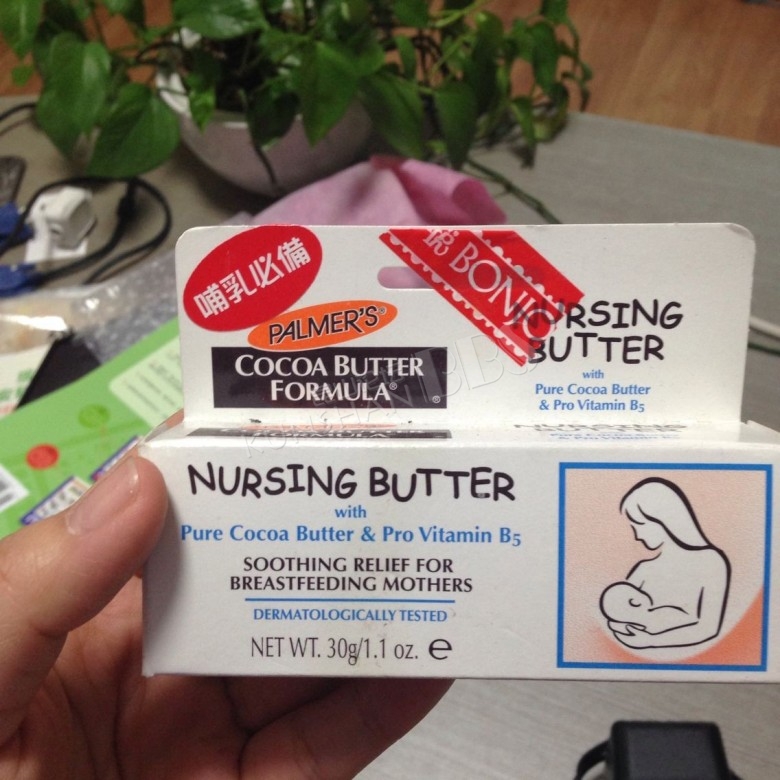 哺乳必備
BONIC
PALMER'S®
COCOA BUTTER
FORMULA®
NURSING
BUTTER
with
Pure Cocoa Butter
& Pro Vitamin B5
NURSING BUTTER
with
Pure Cocoa Butter & Pro Vitamin B5
SOOTHING RELIEF FOR
BREASTFEEDING MOTHERS
DERMATOLOGICALLY TESTED
NET WT. 30g/1.1 oz. e